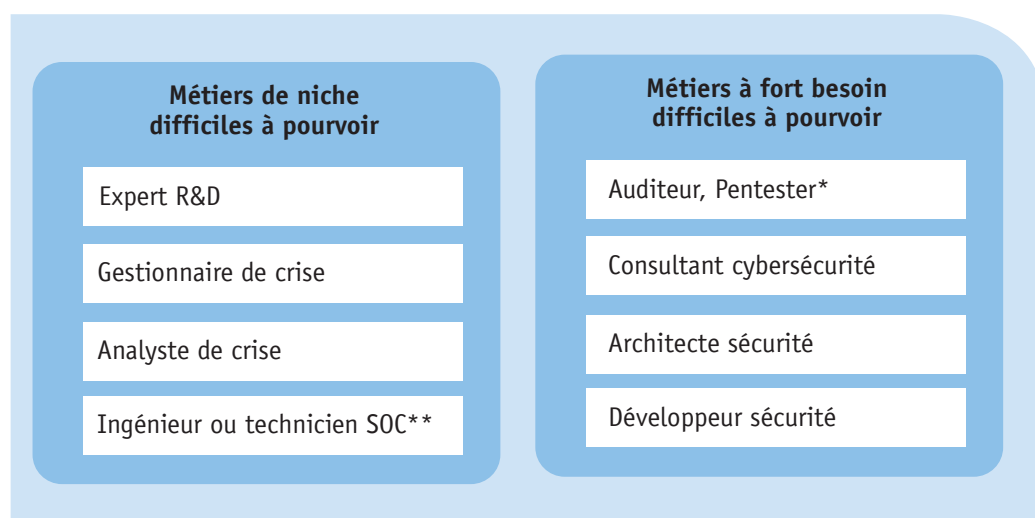 Métiers de niche
difficiles à pourvoir
Expert R&D
Gestionnaire de crise
Analyste de crise
Ingénieur ou technicien SOC**
Métiers à fort besoin
difficiles à pourvoir
Auditeur, Pentester*
Consultant cybersécurité
Architecte sécurité
Développeur sécurité